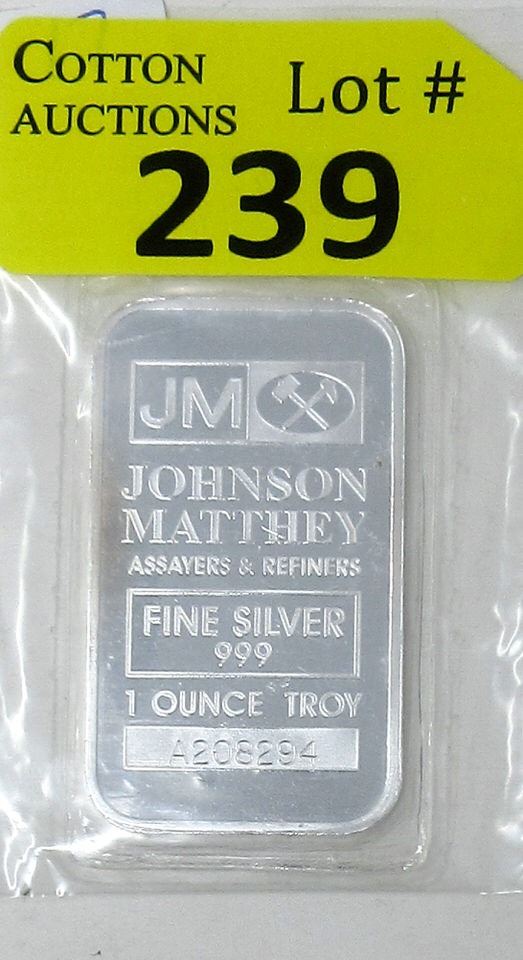 COTTON
AUCTIONS
Lot #
239
JM
JOHNSON
MATTHEY
ASSAYERS & REFINERS
FINE SILVER
999
1 OUNCE TROY
A208294